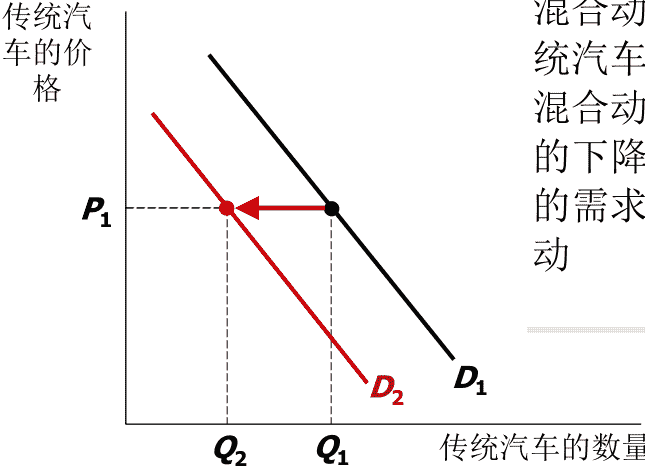 传统汽
车的价
格
混合动
统汽车
混合动
的下降
的需求
动
P1
D1
D2
Q2
Q1
传统汽车的数量